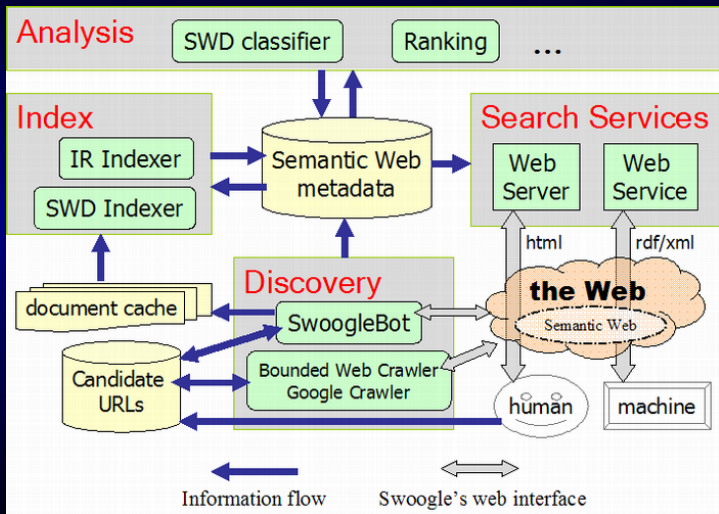 Analysis
SWD classifier
Ranking
...
Index
IR Indexer
SWD Indexer
Semantic Web
metadata
Search Services
Web
Server
Web
Service
html
rdf/xml
document cache
Discovery
SwoogleBot
Bounded Web Crawler
Google Crawler
the Web
Semantic Web
Candidate
URLs
human
machine
Information flow
Swoogle's web interface